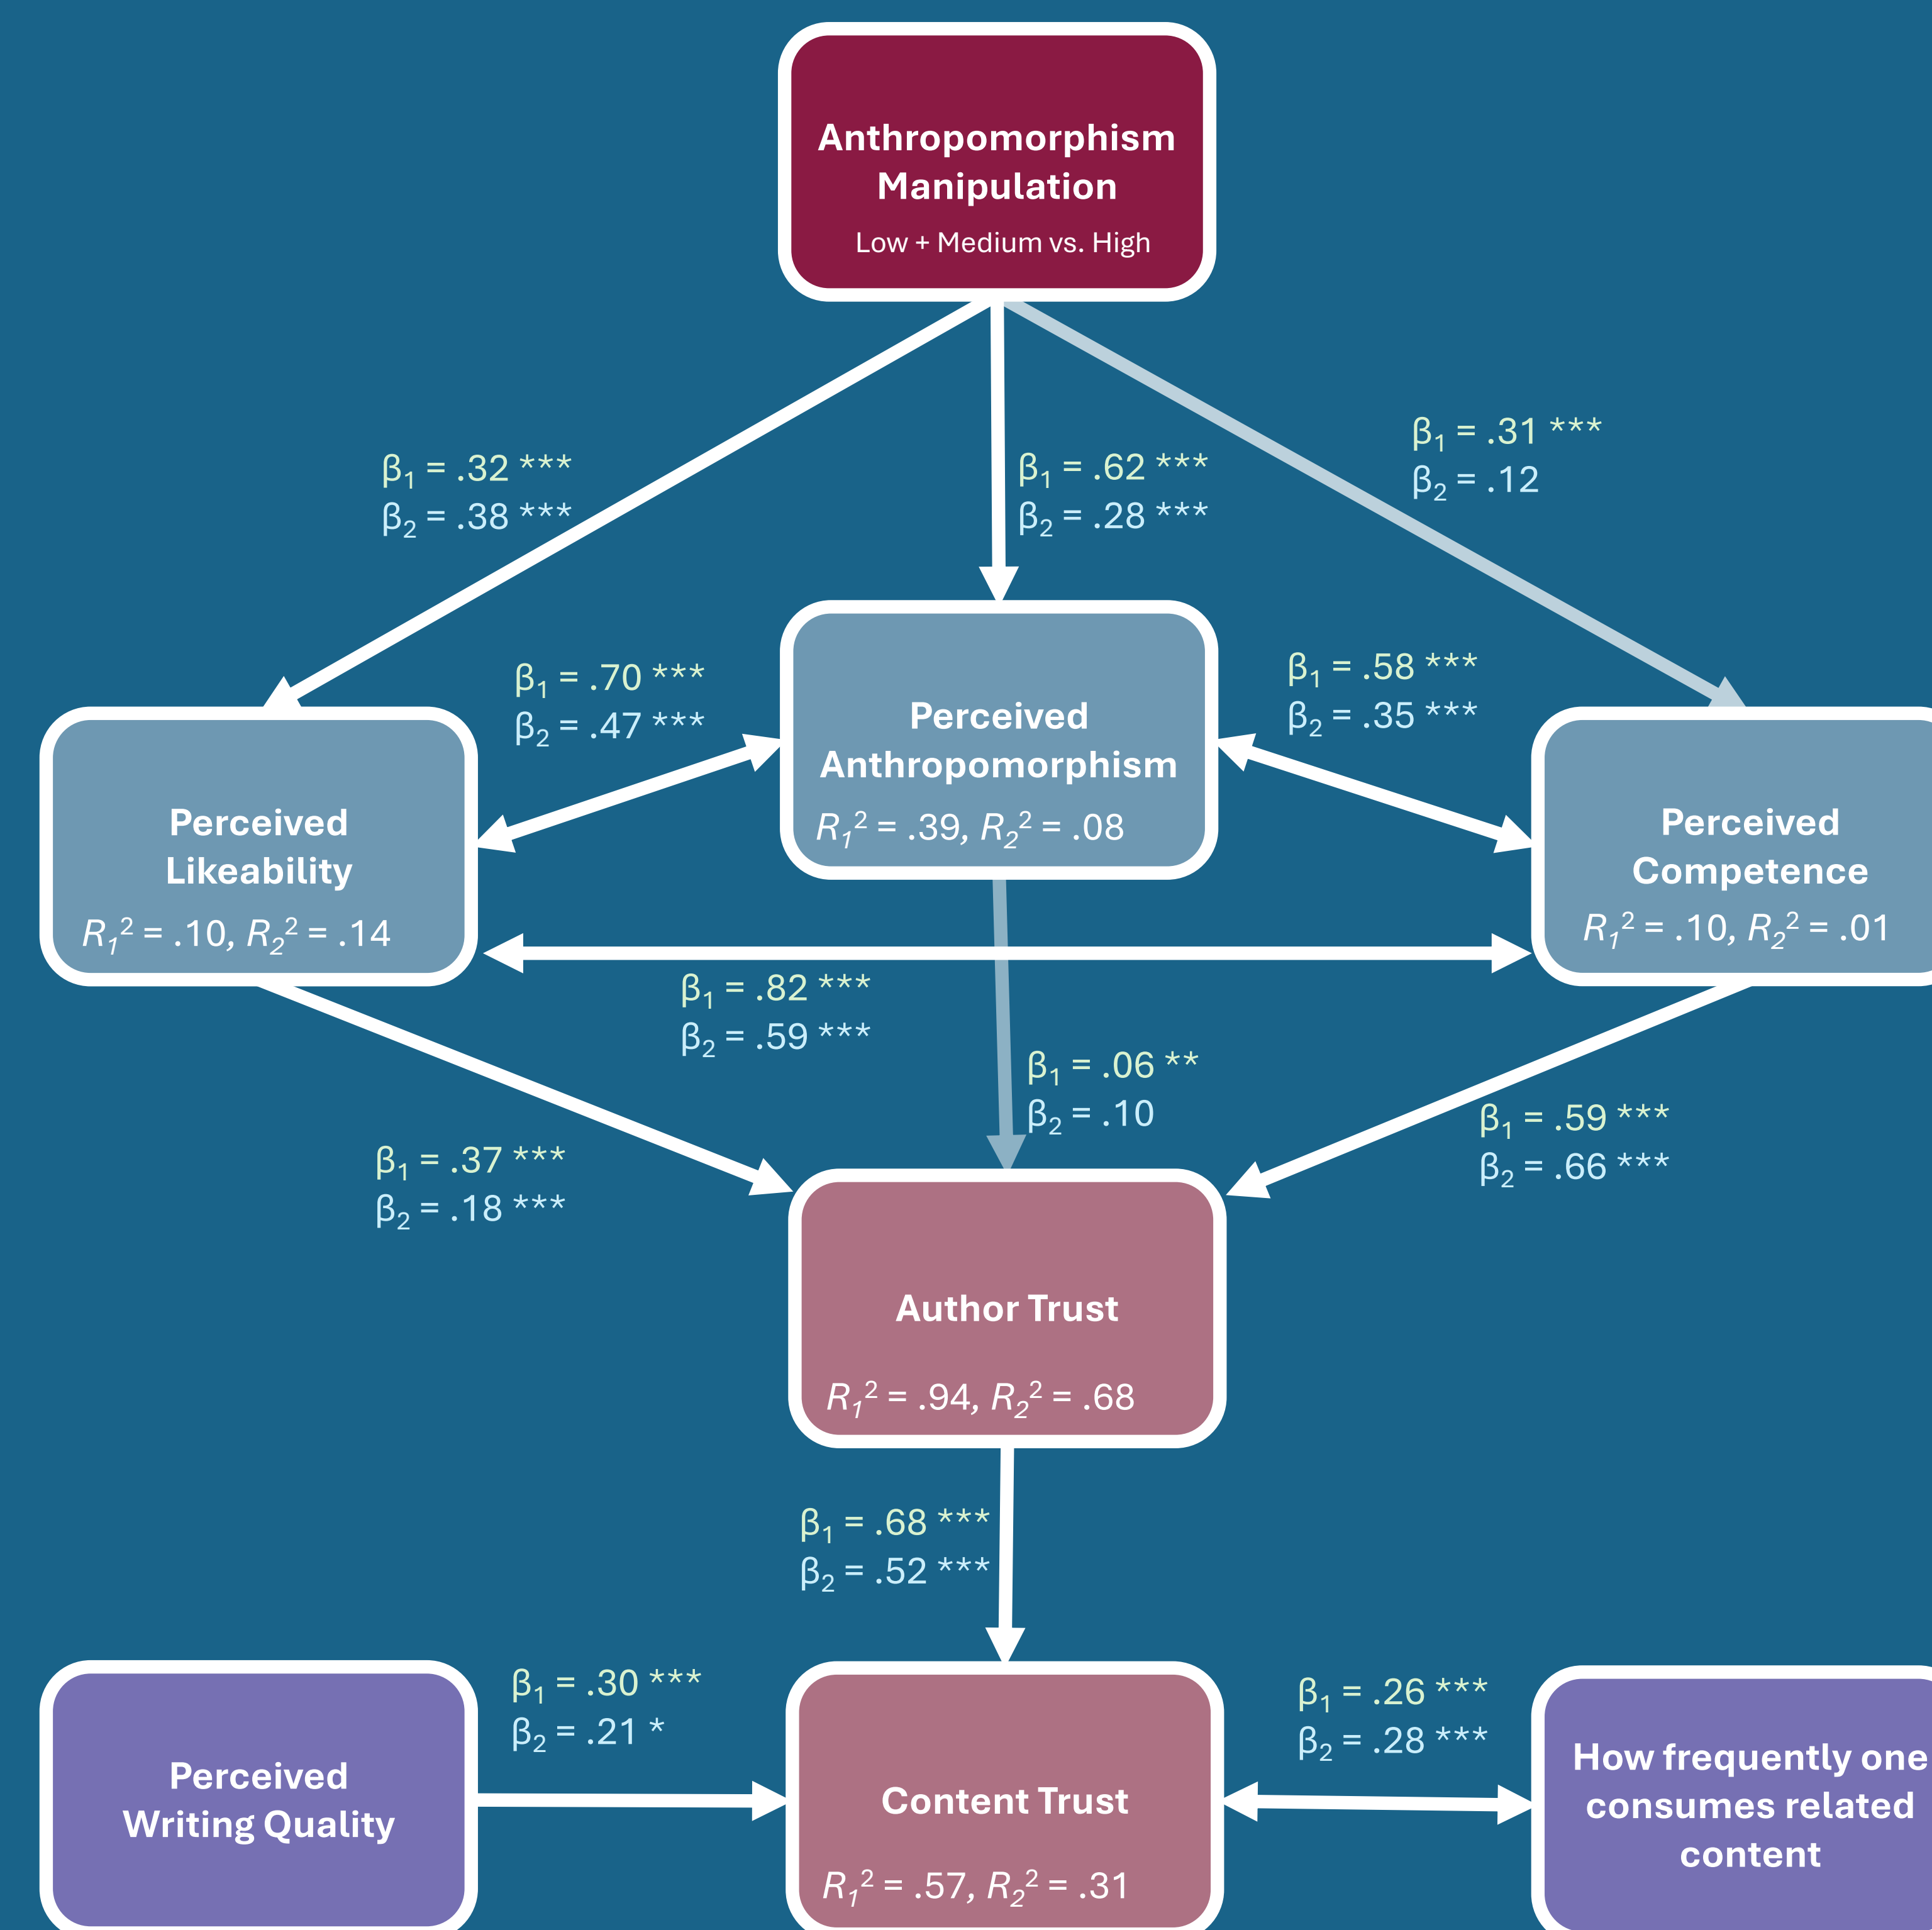 Anthropomorphism
Manipulation
Low + Medium vs. High
β₁ = .32 ***
β₂ = .38 ***
β₁ = .62 ***
β₂ = .28 ***
β₁ = .31 ***
β₂ = .12
β₁ = .70 ***
β₂ = .47 ***
Perceived
Anthropomorphism
R₁² = .39, R₂² = .08
β₁ = .58 ***
β₂ = .35 ***
Perceived
Likeability
R₁² = .10, R₂² = .14
Perceived
Competence
R₁² = .10, R₂² = .01
β₁ = .82 ***
β₂ = .59 ***
β₁ = .06 **
β₂ = .10
β₁ = .37 ***
β₂ = .18 ***
β₁ = .59 ***
β₂ = .66 ***
Author Trust
R₁² = .94, R₂² = .68
β₁ = .68 ***
β₂ = .52 ***
Perceived
Writing Quality
β₁ = .30 ***
β₂ = .21 *
Content Trust
R₁² = .57, R₂² = .31
β₁ = .26 ***
β₂ = .28 ***
How frequently one
consumes related
content